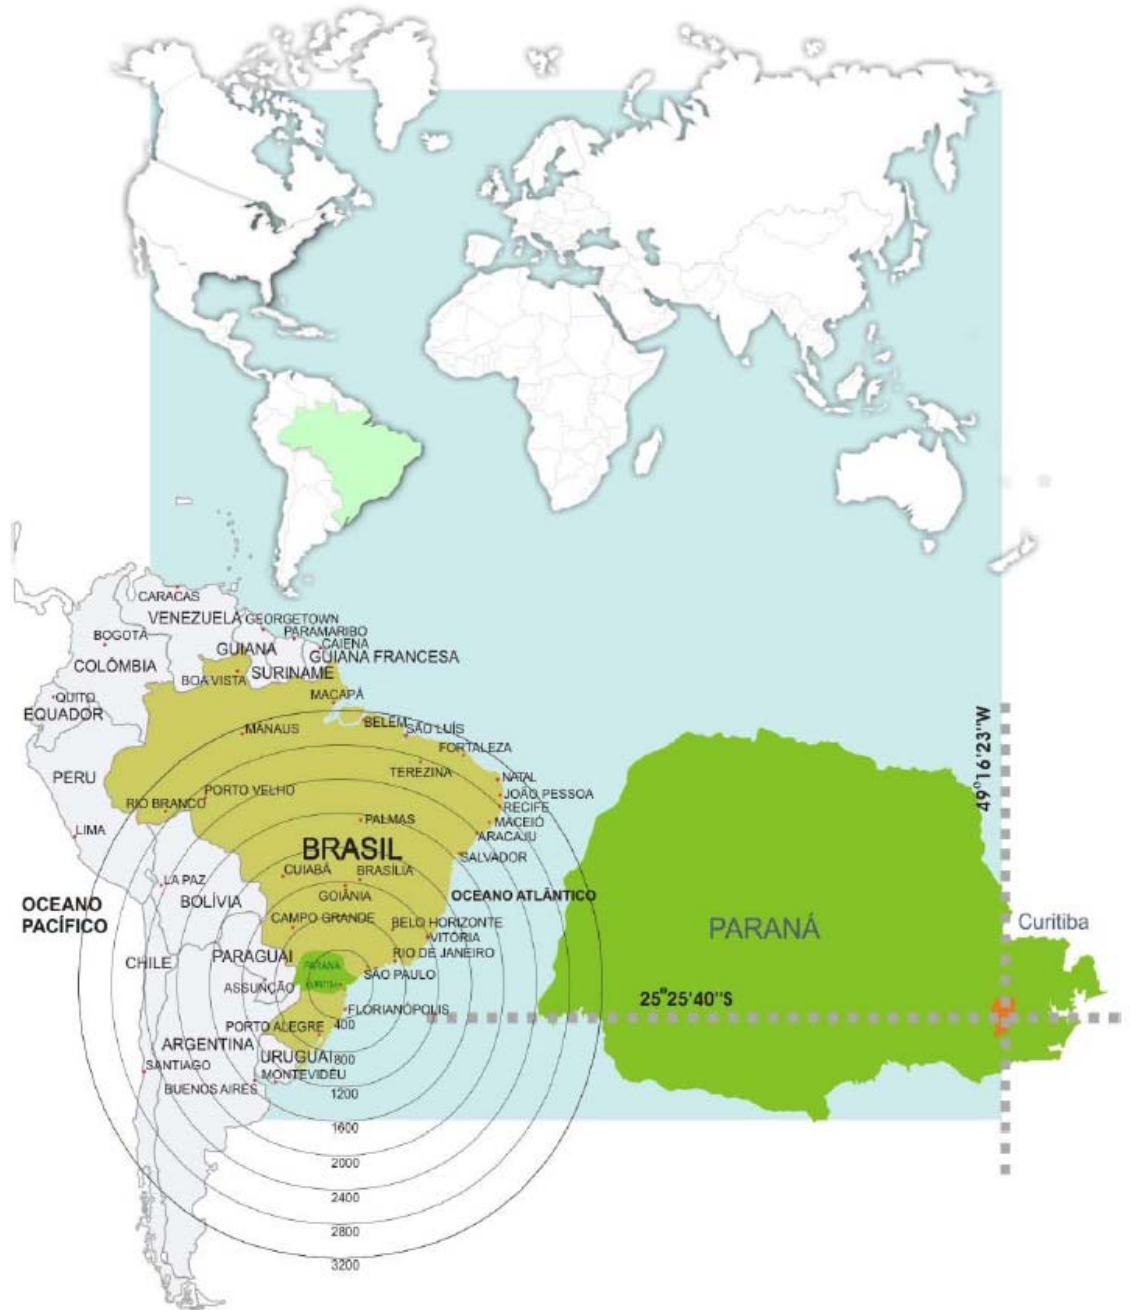 CARACAS
VENEZUELA
GEORGETOWN
PARAMARIBO
BOGOTÁ
CAIENA
GUIANA
GUIANA FRANCESA
COLÔMBIA
SURINAME
BOA VISTA
QUITO
MACAPÁ
EQUADOR
BELÉM
SÃO LUÍS
MANAUS
FORTALEZA
TEREZINA
PERU
NATAL
PORTO VELHO
JOÃO PESSOA
RIO BRANCO
RECIFE
PALMAS
MACEIÓ
LIMA
ARACAJU
BRASIL
SALVADOR
CUIABÁ
BRASÍLIA
LA PAZ
GOIÂNIA
OCEANO ATLÂNTICO
BOLÍVIA
OCEANO
PACÍFICO
CAMPO GRANDE
BELO HORIZONTE
VITÓRIA
PARAGUAI
RIO DE JANEIRO
CHILE
PARANÁ
SÃO PAULO
ASSUNÇÃO
CURITIBA
FLORIANÓPOLIS
PORTO ALEGRE
400
ARGENTINA
URUGUAI
800
SANTIAGO
MONTEVIDÉU
BUENOS AIRES
1200
1600
2000
2400
2800
3200
49°16'23"W
PARANÁ
Curitiba
25°25'40"S